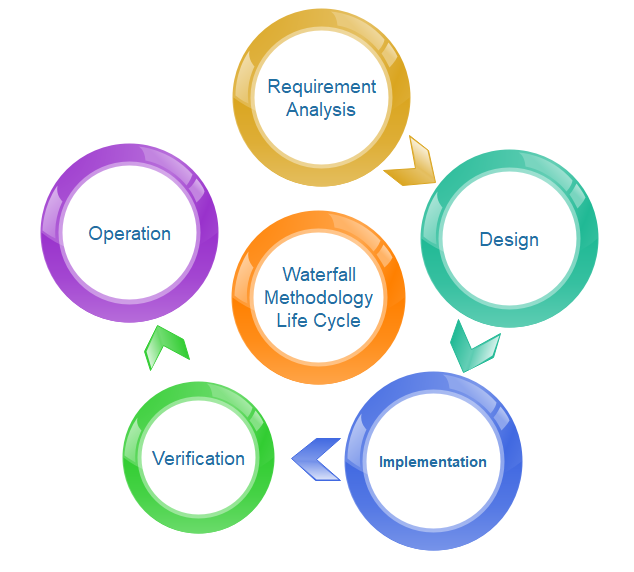 Requirement
Analysis
Design
Implementation
Verification
Operation
Waterfall
Methodology
Life Cycle